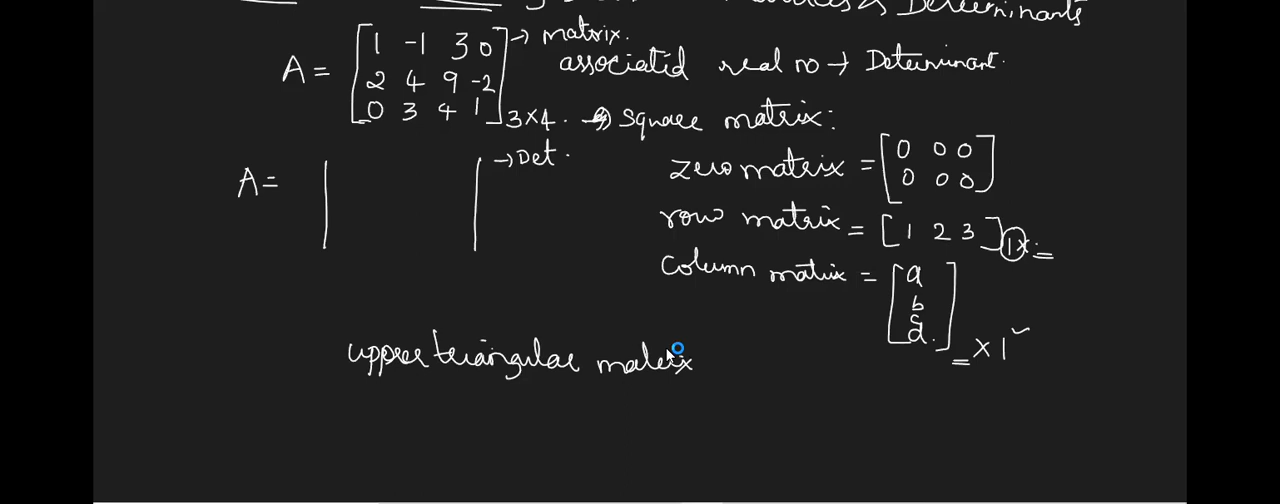 Determinants
A = [1 -1 3 0 → matrix.
2 4 9 -2
0 3 4 1] 3×4.
associatid real no → Determinant.
Square matrix:
A = | | → Det.
zero matrix = [0 0 0
0 0 0]
row matrix = [1 2 3] 1×
Column matrix = [a
b
c
d.] × 1
upper triangular matrix